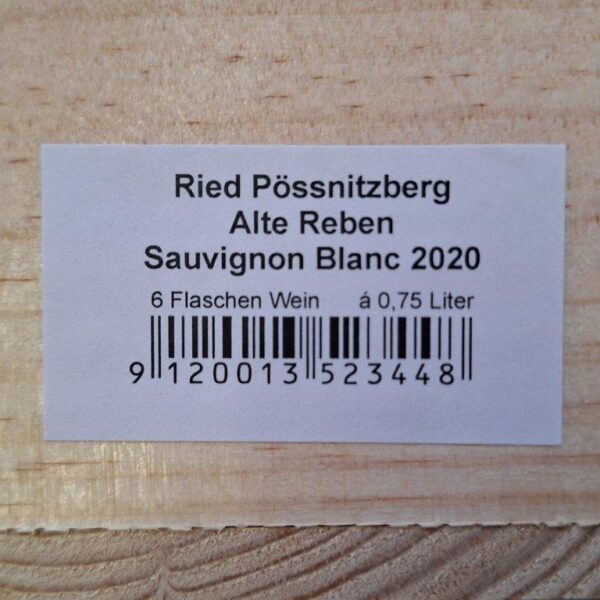 Ried Pössnitzberg
Alte Reben
Sauvignon Blanc 2020
6 Flaschen Wein á 0,75 Liter
9 120013 523448